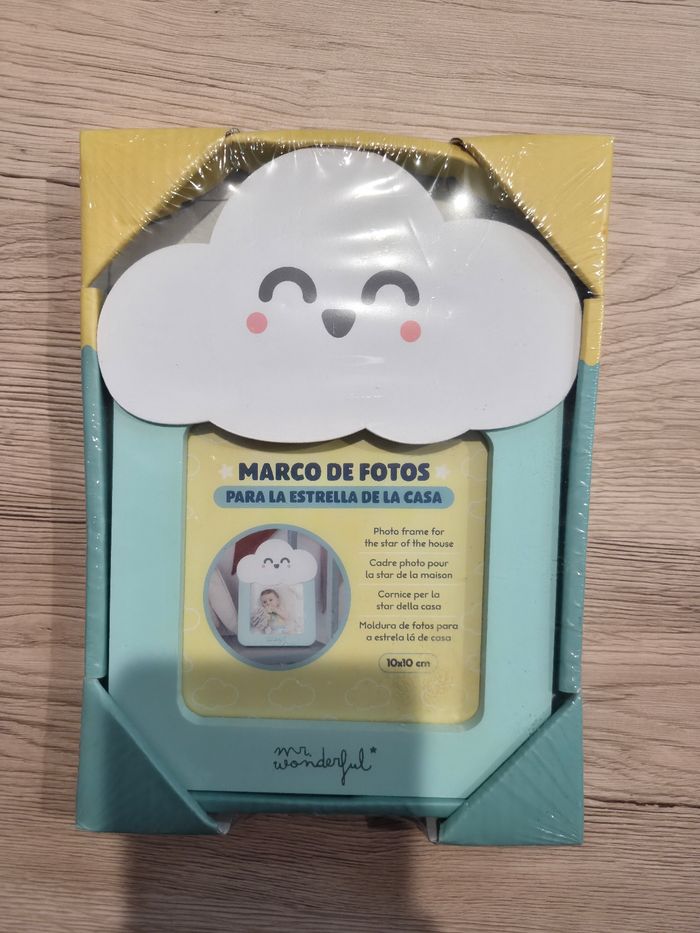 MARCO DE FOTOS
PARA LA ESTRELLA DE LA CASA
Photo frame for
the star of the house
Cadre photo pour
la star de la maison
Cornice per la
star della casa
Moldura de fotos para
a estrela lá de casa
10x10 cm
mr.
wonderful*